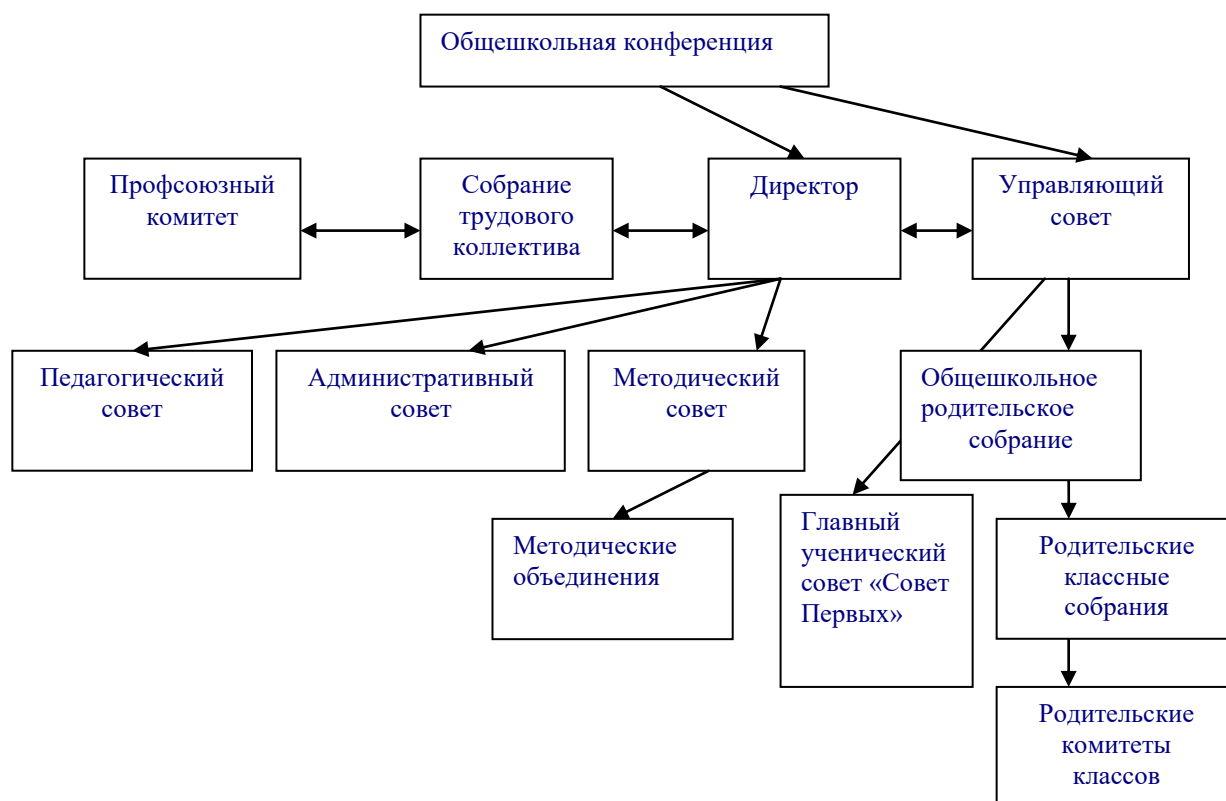 Общешкольная конференция
Профсоюзный
комитет
Собрание
трудового
коллектива
Директор
Управляющий
совет
Педагогический
совет
Административный
совет
Методический
совет
Общешкольное
родительское
собрание
Методические
объединения
Главный
ученический
совет «Совет
Первых»
Родительские
классные
собрания
Родительские
комитеты
классов